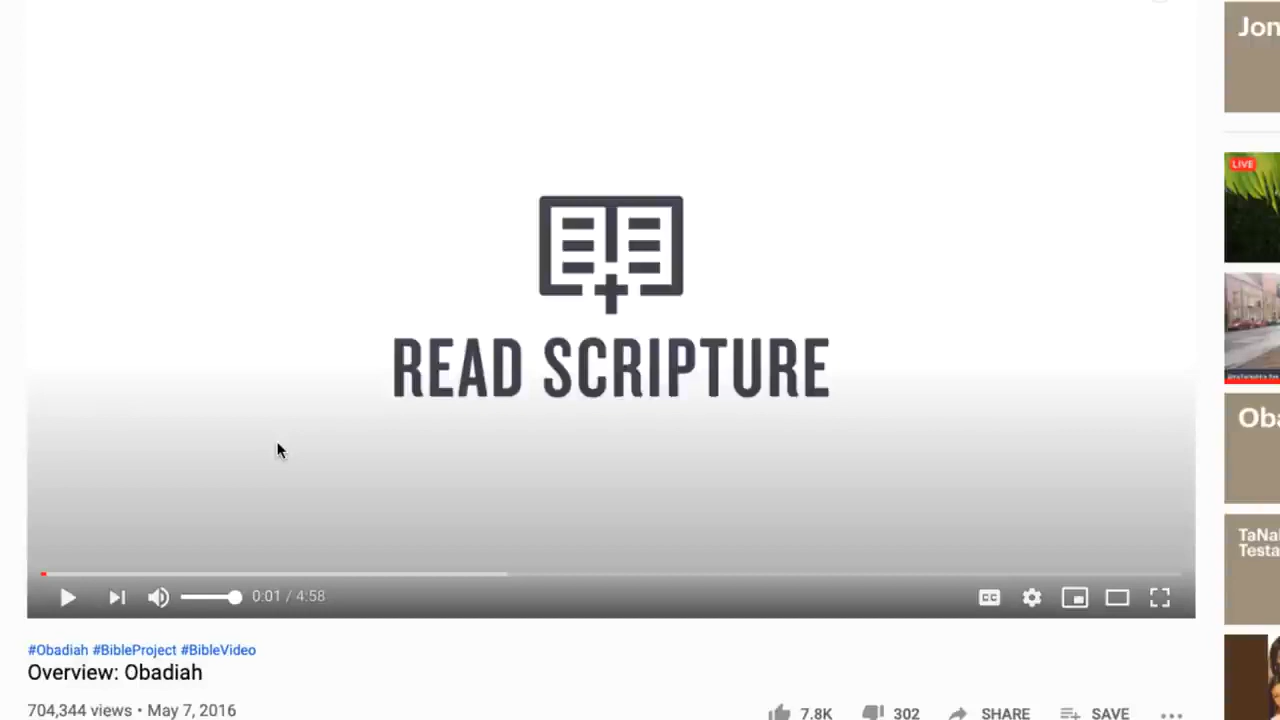 Jon
LIVE
READ SCRIPTURE
Oba
TaNa
Testa
0:01 / 4:58
CC
#Obadiah #BibleProject #BibleVideo
Overview: Obadiah
704,344 views • May 7, 2016
7.8K 302 SHARE SAVE